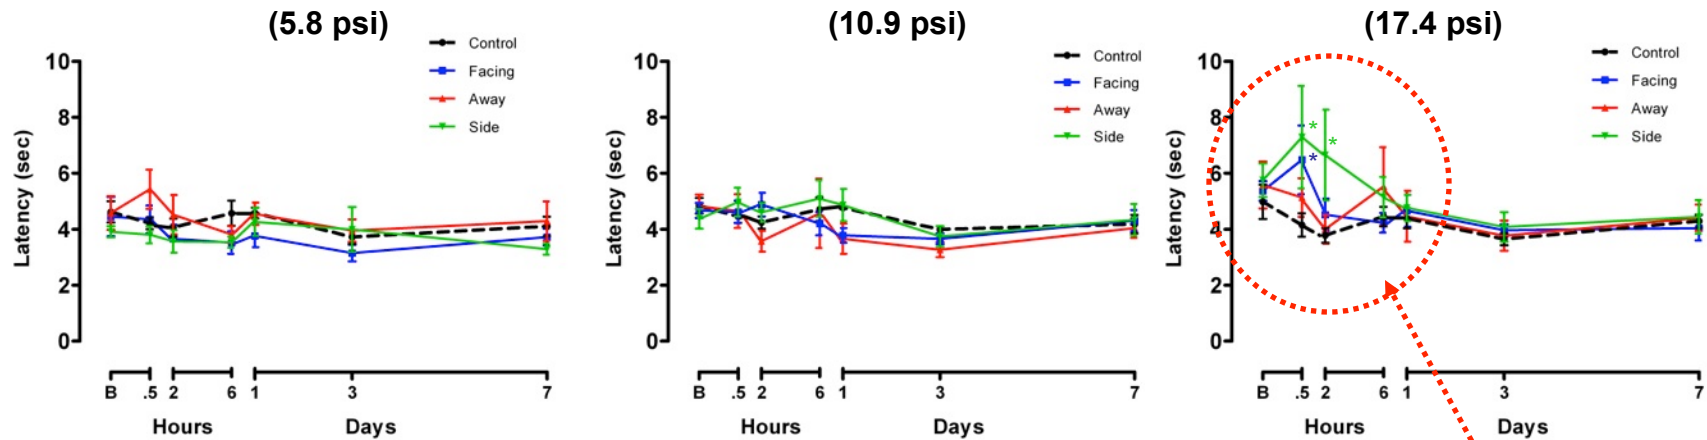 (5.8 psi)
Control
Facing
Away
Side
Latency (sec)
10
8
6
4
2
0
B .5 2 6 1 3 7
Hours Days
(10.9 psi)
Control
Facing
Away
Side
Latency (sec)
10
8
6
4
2
0
B .5 2 6 1 3 7
Hours Days
(17.4 psi)
Control
Facing
Away
Side
Latency (sec)
10
8
6
4
2
0
*
*
*
B .5 2 6 1 3 7
Hours Days